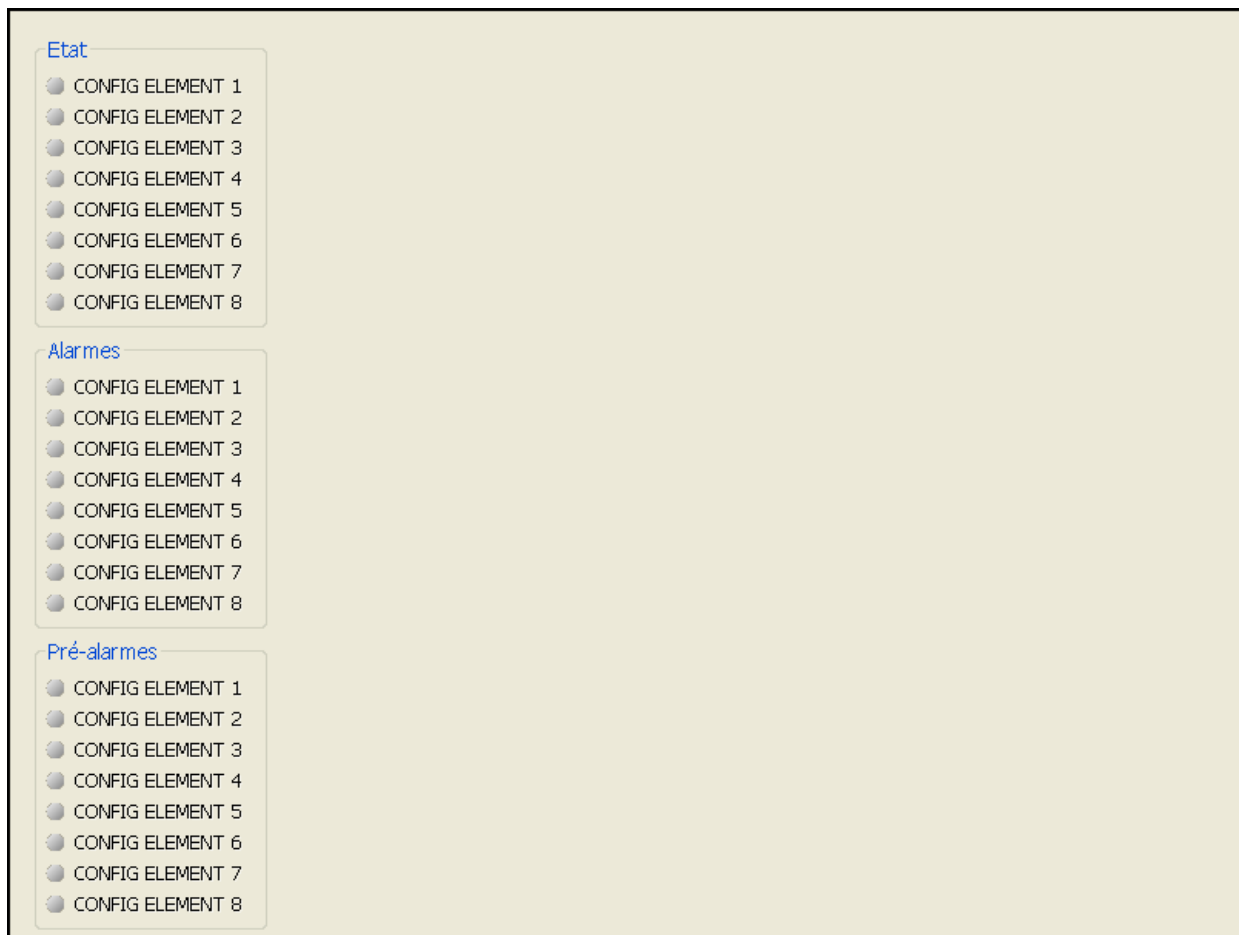 Etat
CONFIG ELEMENT 1
CONFIG ELEMENT 2
CONFIG ELEMENT 3
CONFIG ELEMENT 4
CONFIG ELEMENT 5
CONFIG ELEMENT 6
CONFIG ELEMENT 7
CONFIG ELEMENT 8
Alarmes
CONFIG ELEMENT 1
CONFIG ELEMENT 2
CONFIG ELEMENT 3
CONFIG ELEMENT 4
CONFIG ELEMENT 5
CONFIG ELEMENT 6
CONFIG ELEMENT 7
CONFIG ELEMENT 8
Pré-alarmes
CONFIG ELEMENT 1
CONFIG ELEMENT 2
CONFIG ELEMENT 3
CONFIG ELEMENT 4
CONFIG ELEMENT 5
CONFIG ELEMENT 6
CONFIG ELEMENT 7
CONFIG ELEMENT 8